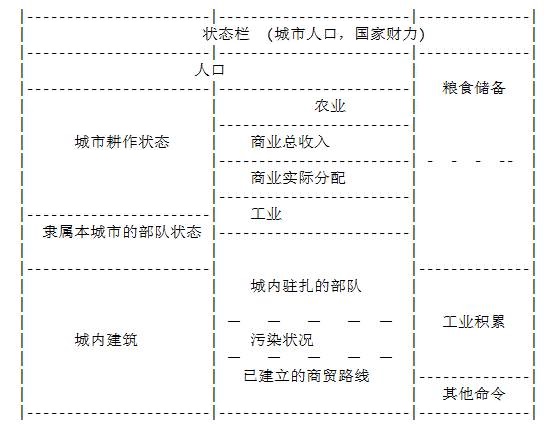 状态栏 (城市人口，国家财力)
人口
粮食储备
农业
城市耕作状态
商业总收入
商业实际分配
工业
隶属本城市的部队状态
城内驻扎的部队
工业积累
城内建筑
污染状况
已建立的商贸路线
其他命令